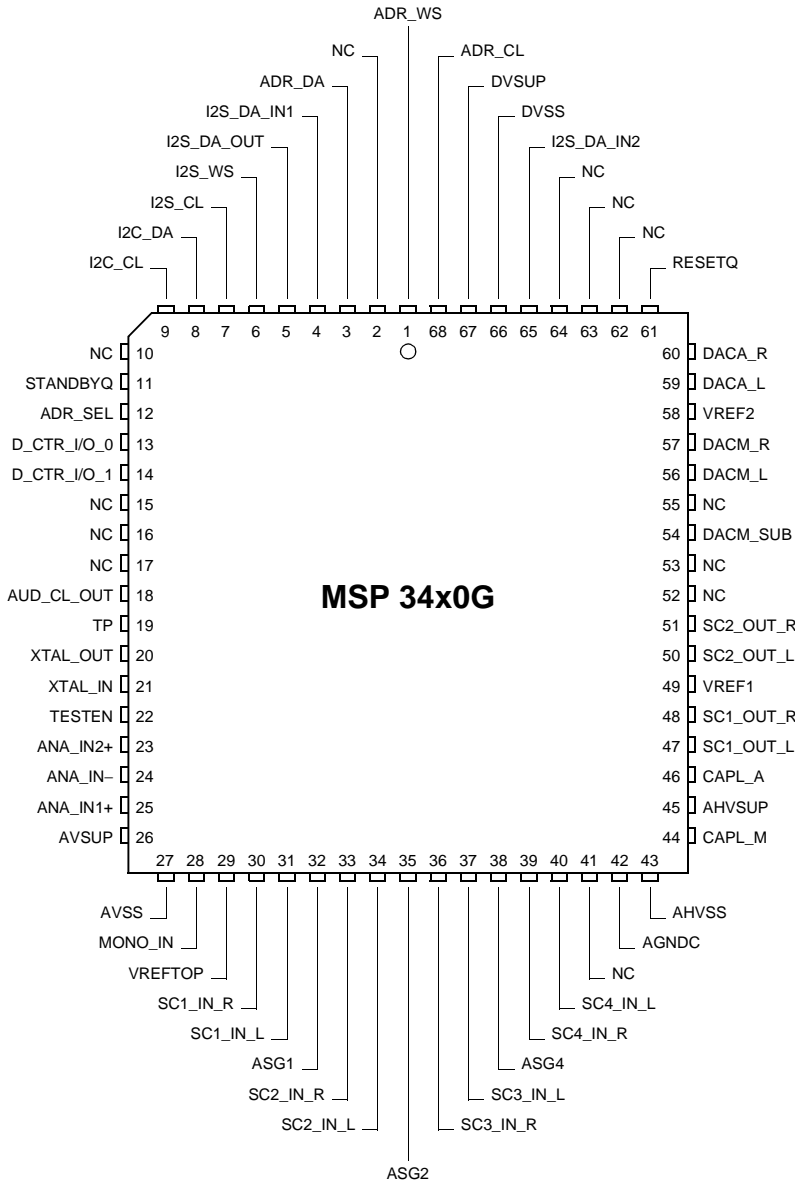 ADR_WS
NC
ADR_CL
ADR_DA
DVSUP
I2S_DA_IN1
DVSS
I2S_DA_OUT
I2S_DA_IN2
I2S_WS
NC
I2S_CL
NC
I2C_DA
NC
I2C_CL
RESETQ
9 8 7 6 5 4 3 2 1 68 67 66 65 64 63 62 61
NC 10 60 DACA_R
STANDBYQ 11 59 DACA_L
ADR_SEL 12 58 VREF2
D_CTR_I/O_0 13 57 DACM_R
D_CTR_I/O_1 14 56 DACM_L
NC 15 55 NC
NC 16 54 DACM_SUB
NC 17 53 NC
MSP 34x0G
AUD_CL_OUT 18 52 NC
TP 19 51 SC2_OUT_R
XTAL_OUT 20 50 SC2_OUT_L
XTAL_IN 21 49 VREF1
TESTEN 22 48 SC1_OUT_R
ANA_IN2+ 23 47 SC1_OUT_L
ANA_IN− 24 46 CAPL_A
ANA_IN1+ 25 45 AHVSUP
AVSUP 26 44 CAPL_M
27 28 29 30 31 32 33 34 35 36 37 38 39 40 41 42 43
AVSS
AHVSS
MONO_IN
AGNDC
VREFTOP
NC
SC1_IN_R
SC4_IN_L
SC1_IN_L
SC4_IN_R
ASG1
ASG4
SC2_IN_R
SC3_IN_L
SC2_IN_L
SC3_IN_R
ASG2